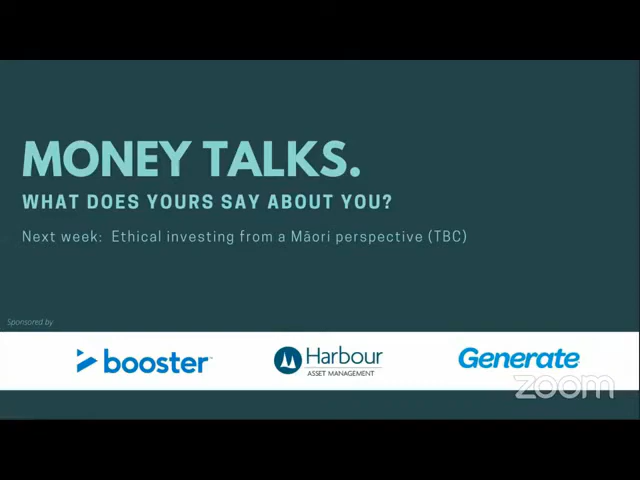 MONEY TALKS.
WHAT DOES YOURS SAY ABOUT YOU?
Next week: Ethical investing from a Māori perspective (TBC)
Sponsored by
booster™
Harbour
ASSET MANAGEMENT
Generate
zoom